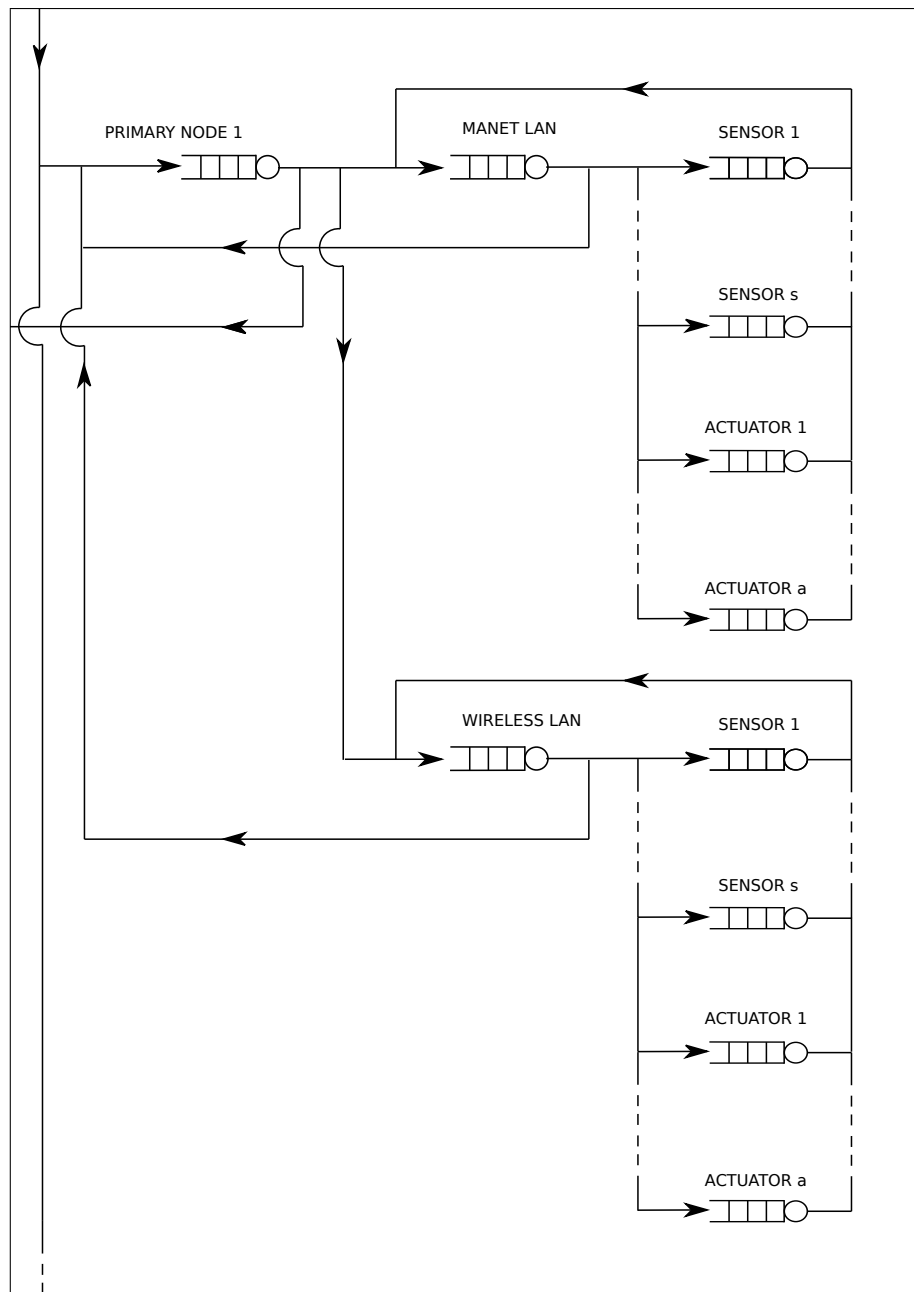 PRIMARY NODE 1
MANET LAN
SENSOR 1
SENSOR s
ACTUATOR 1
ACTUATOR a
WIRELESS LAN
SENSOR 1
SENSOR s
ACTUATOR 1
ACTUATOR a